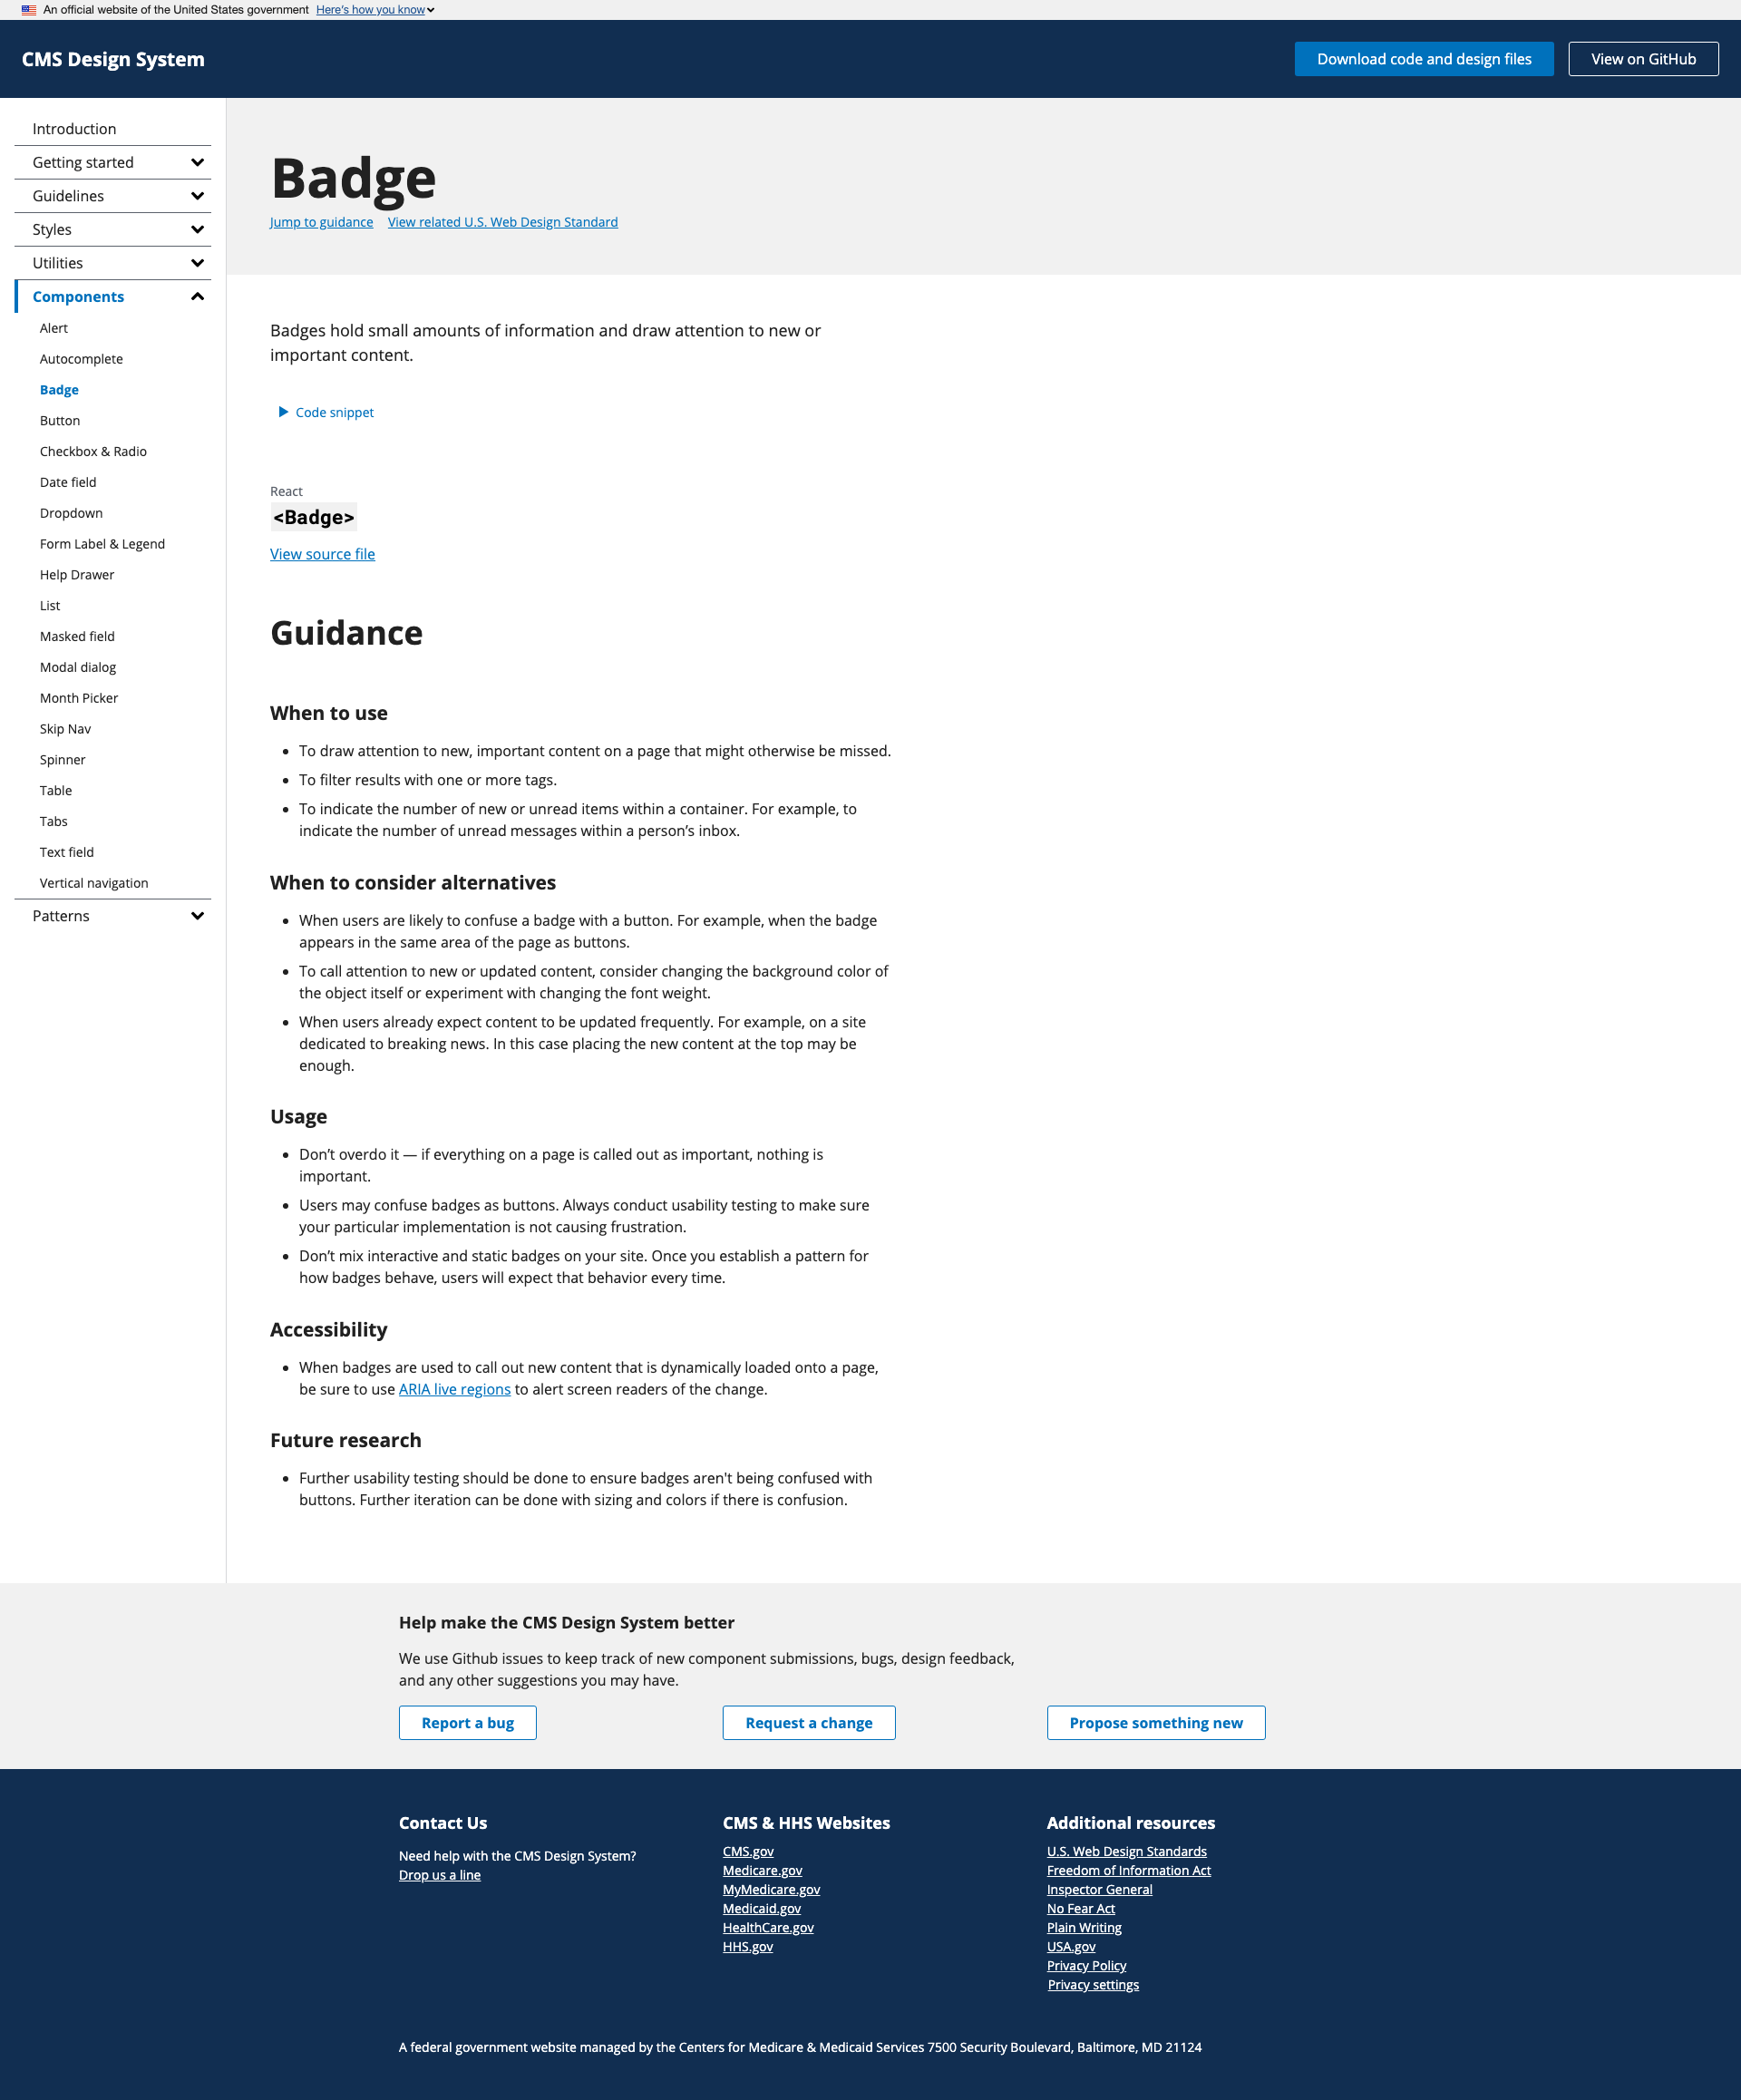 An official website of the United States government Here's how you know
CMS Design System
Download code and design files
View on GitHub
Introduction
Getting started
Guidelines
Styles
Utilities
Components
Alert
Autocomplete
Badge
Button
Checkbox & Radio
Date field
Dropdown
Form Label & Legend
Help Drawer
List
Masked field
Modal dialog
Month Picker
Skip Nav
Spinner
Table
Tabs
Text field
Vertical navigation
Patterns
Badge
Jump to guidance View related U.S. Web Design Standard
Badges hold small amounts of information and draw attention to new or
important content.
Code snippet
React
<Badge>
View source file
Guidance
When to use
To draw attention to new, important content on a page that might otherwise be missed.
To filter results with one or more tags.
To indicate the number of new or unread items within a container. For example, to
indicate the number of unread messages within a person’s inbox.
When to consider alternatives
When users are likely to confuse a badge with a button. For example, when the badge
appears in the same area of the page as buttons.
To call attention to new or updated content, consider changing the background color of
the object itself or experiment with changing the font weight.
When users already expect content to be updated frequently. For example, on a site
dedicated to breaking news. In this case placing the new content at the top may be
enough.
Usage
Don’t overdo it — if everything on a page is called out as important, nothing is
important.
Users may confuse badges as buttons. Always conduct usability testing to make sure
your particular implementation is not causing frustration.
Don’t mix interactive and static badges on your site. Once you establish a pattern for
how badges behave, users will expect that behavior every time.
Accessibility
When badges are used to call out new content that is dynamically loaded onto a page,
be sure to use ARIA live regions to alert screen readers of the change.
Future research
Further usability testing should be done to ensure badges aren't being confused with
buttons. Further iteration can be done with sizing and colors if there is confusion.
Help make the CMS Design System better
We use Github issues to keep track of new component submissions, bugs, design feedback,
and any other suggestions you may have.
Report a bug
Request a change
Propose something new
Contact Us
Need help with the CMS Design System?
Drop us a line
CMS & HHS Websites
CMS.gov
Medicare.gov
MyMedicare.gov
Medicaid.gov
HealthCare.gov
HHS.gov
Additional resources
U.S. Web Design Standards
Freedom of Information Act
Inspector General
No Fear Act
Plain Writing
USA.gov
Privacy Policy
Privacy settings
A federal government website managed by the Centers for Medicare & Medicaid Services 7500 Security Boulevard, Baltimore, MD 21124